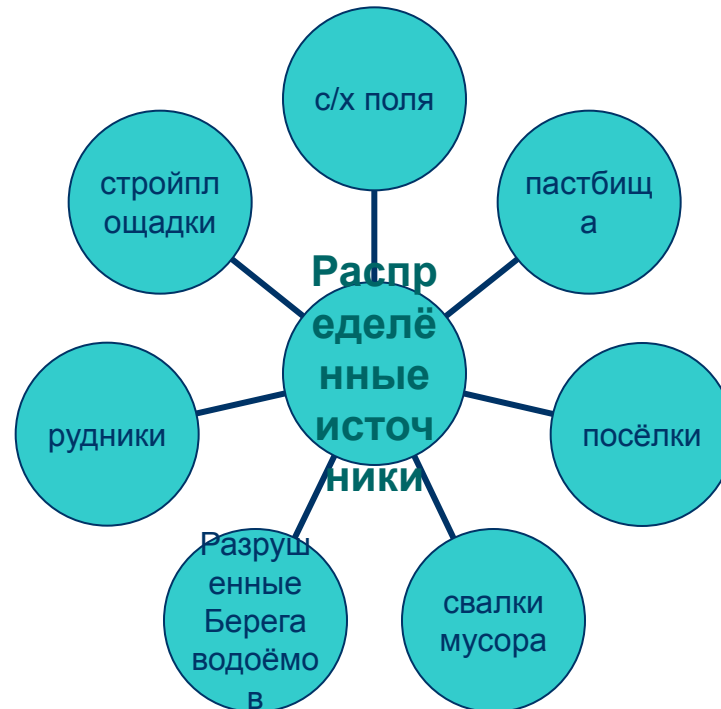 с/х поля
стройпл
ощадки
пастбищ
а
Распр
еделё
нные
источ
ники
рудники
посёлки
Разруш
енные
Берега
водоёмо
в
свалки
мусора